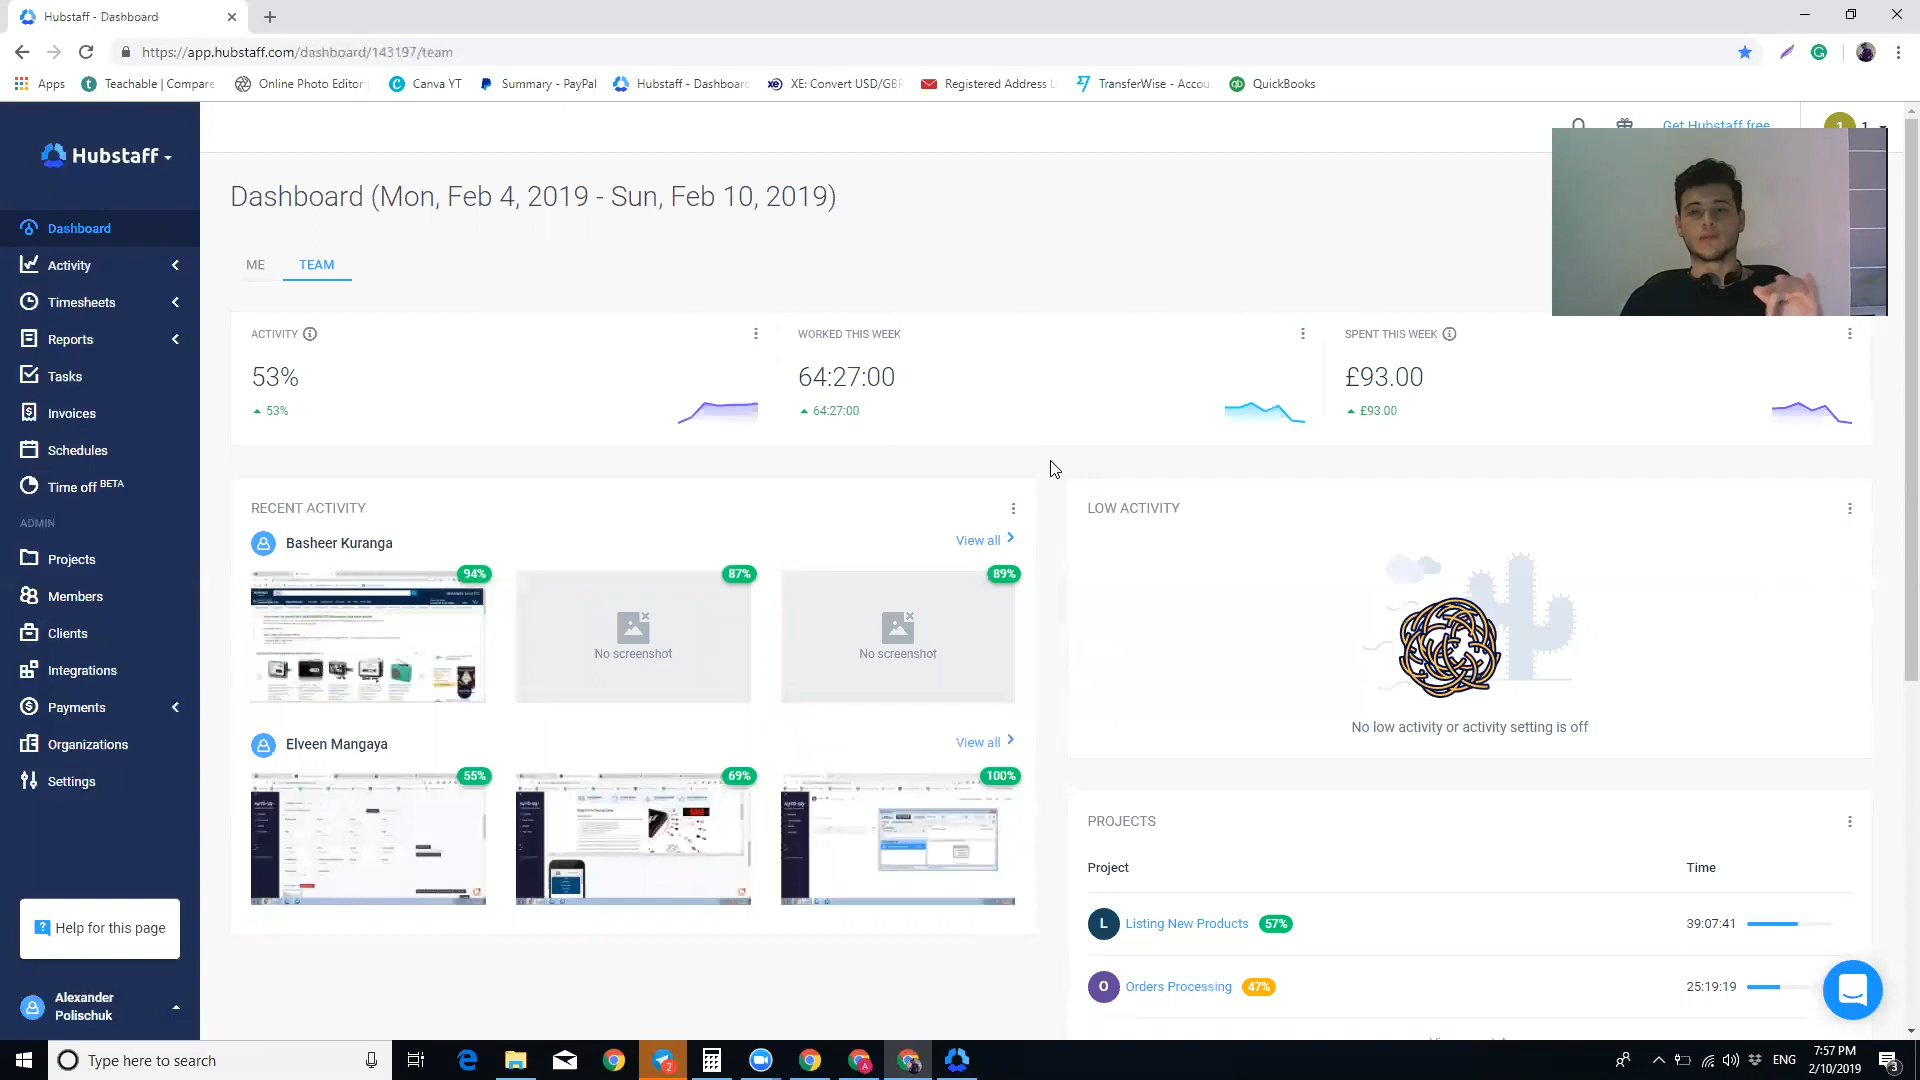 Hubstaff - Dashboard
https://app.hubstaff.com/dashboard/143197/team
Apps
Teachable | Compare
Online Photo Editor
Canva YT
Summary - PayPal
Hubstaff - Dashboard
XE: Convert USD/GBP
Registered Address
TransferWise - Accou
QuickBooks
Hubstaff
Get Hubstaff free
1
1
Dashboard (Mon, Feb 4, 2019 - Sun, Feb 10, 2019)
Dashboard
Activity
Timesheets
Reports
Tasks
Invoices
Schedules
Time off BETA
ADMIN
Projects
Members
Clients
Integrations
Payments
Organizations
Settings
Help for this page
Alexander
Polischuk
ME
TEAM
ACTIVITY
53%
53%
WORKED THIS WEEK
64:27:00
64:27:00
SPENT THIS WEEK
£93.00
£93.00
RECENT ACTIVITY
Basheer Kuranga
View all
94%
87%
No screenshot
89%
No screenshot
Elveen Mangaya
View all
55%
69%
100%
LOW ACTIVITY
No low activity or activity setting is off
PROJECTS
Project
Time
L
Listing New Products
57%
39:07:41
O
Orders Processing
47%
25:19:19
Type here to search
2
A
ENG
7:57 PM
2/10/2019
3